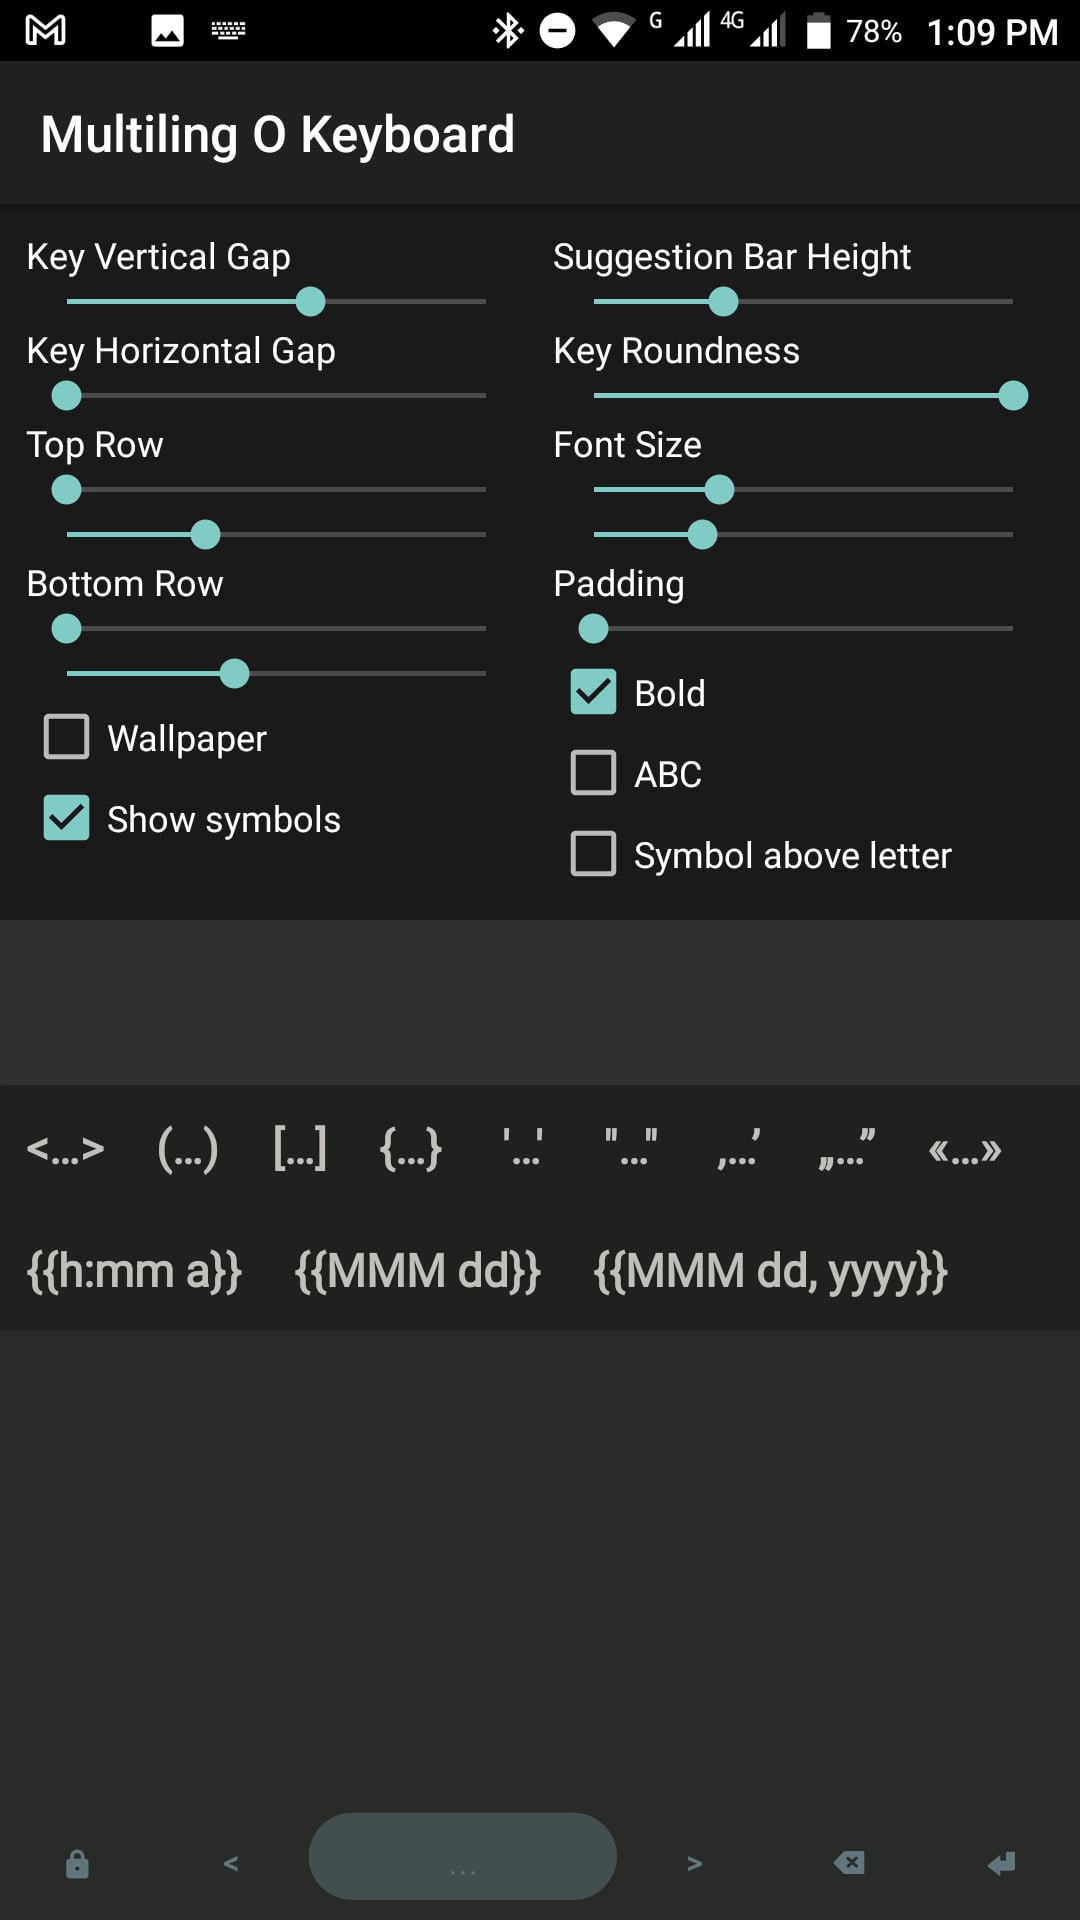 G 4G 78% 1:09 PM
Multiling O Keyboard
Key Vertical Gap
Key Horizontal Gap
Top Row
Bottom Row
Wallpaper
Show symbols
Suggestion Bar Height
Key Roundness
Font Size
Padding
Bold
ABC
Symbol above letter
<...> (...) [...] {...} '...' "..." ‚...’ „...” «...»
{{h:mm a}} {{MMM dd}} {{MMM dd, yyyy}}
< ... >